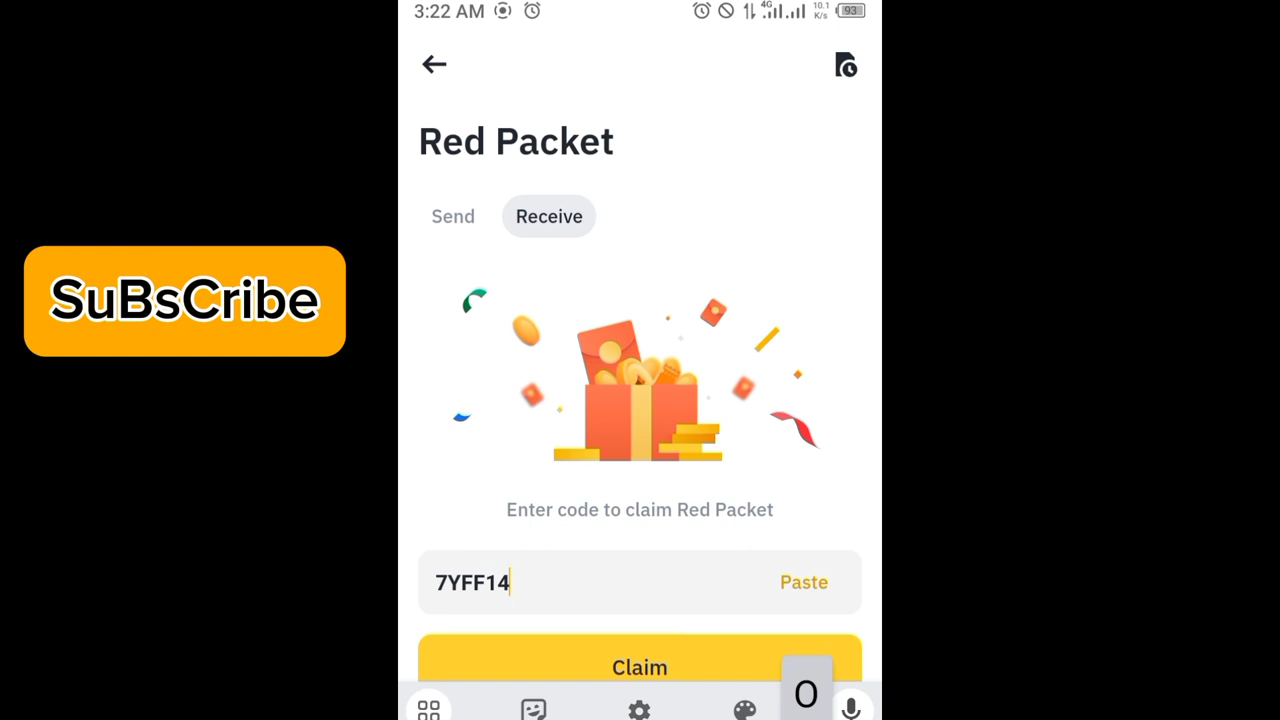 3:22 AM
4G
10.1
K/s
93
Red Packet
Send
Receive
SuBsCribe
Enter code to claim Red Packet
7YFF14
Paste
Claim
O